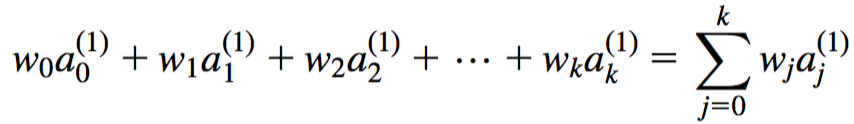 w₀a₀⁽¹⁾ + w₁a₁⁽¹⁾ + w₂a₂⁽¹⁾ + ⋯ + wₖaₖ⁽¹⁾ = ∑ⱼ₌₀ᵏ wⱼaⱼ⁽¹⁾